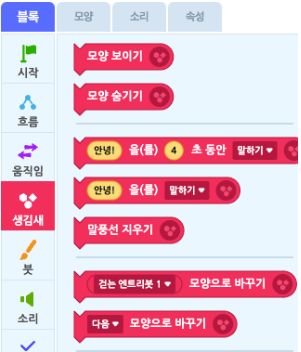 블록 모양 소리 속성
시작
흐름
움직임
생김새
붓
소리
모양 보이기
모양 숨기기
안녕! 을(를) 4 초 동안 말하기▼
안녕! 을(를) 말하기▼
말풍선 지우기
걷는 엔트리봇 1▼ 모양으로 바꾸기
다음▼ 모양으로 바꾸기